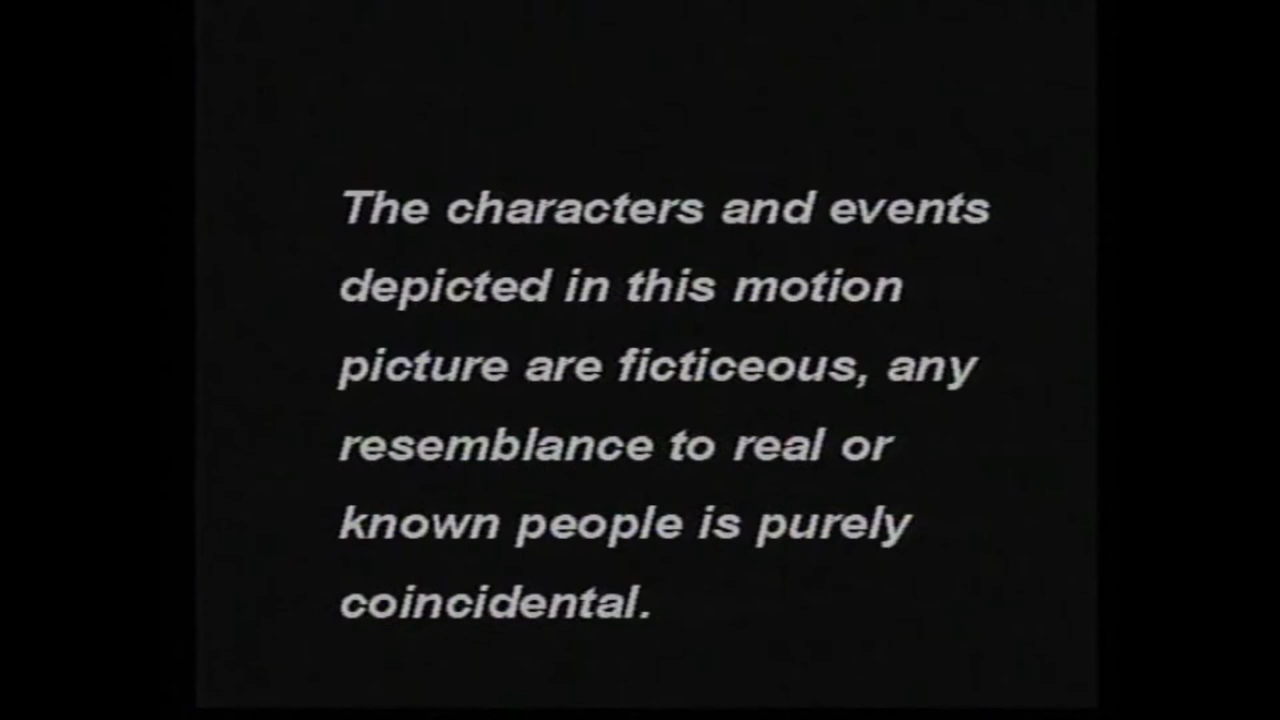 The characters and events
depicted in this motion
picture are ficticeous, any
resemblance to real or
known people is purely
coincidental.